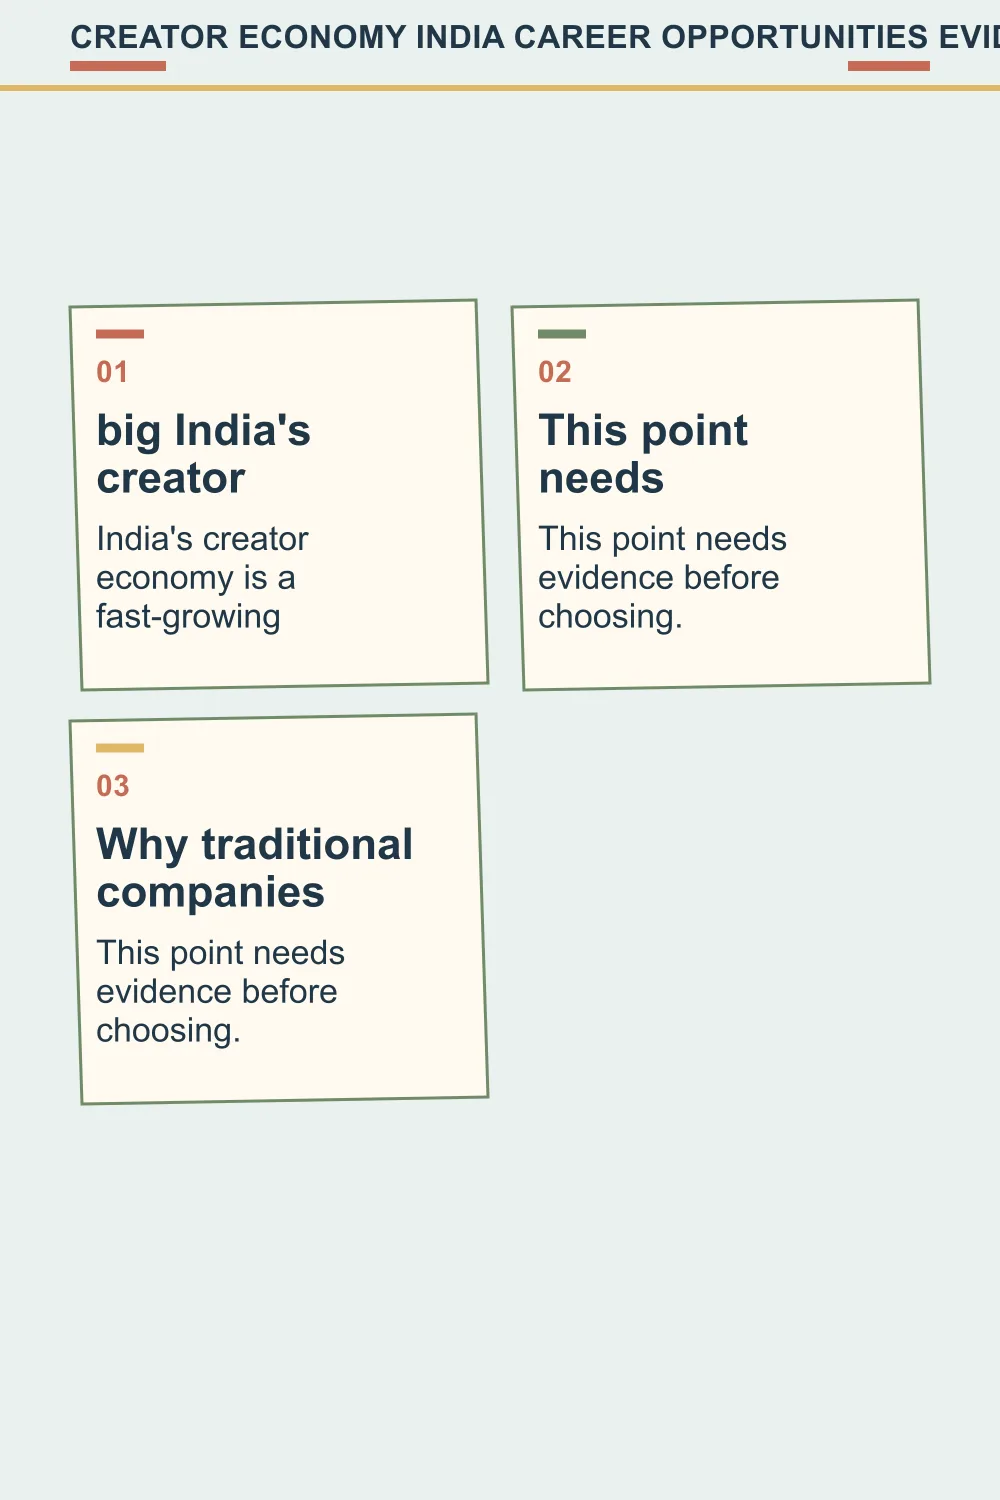 CREATOR ECONOMY INDIA CAREER OPPORTUNITIES
01
big India's
creator
India's creator
economy is a
fast-growing
02
This point
needs
This point needs
evidence before
choosing.
03
Why traditional
companies
This point needs
evidence before
choosing.